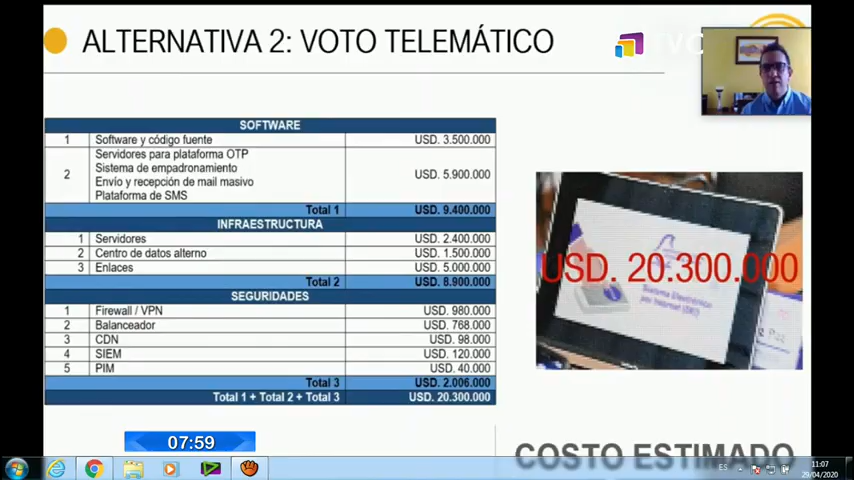 ALTERNATIVA 2: VOTO TELEMÁTICO
TVC
SOFTWARE
1 Software y código fuente USD. 3.500.000
2 Servidores para plataforma OTP
Sistema de empadronamiento
Envío y recepción de mail masivo
Plataforma de SMS
USD. 5.900.000
Total 1 USD. 9.400.000
INFRAESTRUCTURA
1 Servidores USD. 2.400.000
2 Centro de datos alterno USD. 1.500.000
3 Enlaces USD. 5.000.000
Total 2 USD. 8.900.000
SEGURIDADES
1 Firewall / VPN USD. 980.000
2 Balanceador USD. 768.000
3 CDN USD. 98.000
4 SIEM USD. 120.000
5 PIM USD. 40.000
Total 3 USD. 2.006.000
Total 1 + Total 2 + Total 3 USD. 20.300.000
USD. 20.300.000
Sistema Electrónico
por Internet
COSTO ESTIMADO
07:59
ES
11:07
29/04/2020